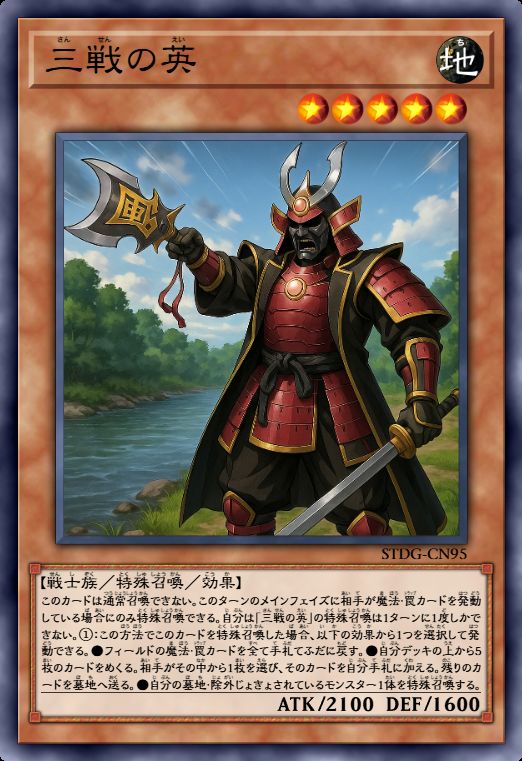 三戦の英
地
STDG-CN95
【戦士族／特殊召喚／効果】
このカードは通常召喚できない。このターンのメインフェイズに相手が魔法･罠カードを発動
している場合にのみ特殊召喚できる。自分は「三戦の英」の特殊召喚は1ターンに1度しかで
きない。①:この方法でこのカードを特殊召喚した場合、以下の効果から1つを選択して発
動できる。●フィールドの魔法･罠カードを全て手札てふだに戻す。●自分デッキの上から5
枚のカードをめくる。相手がその中から1枚を選び、そのカードを自分手札に加える。残りのカ
ードを墓地へ送る。●自分の墓地･除外じょぎょされているモンスター1体を特殊召喚する。
ATK/2100 DEF/1600